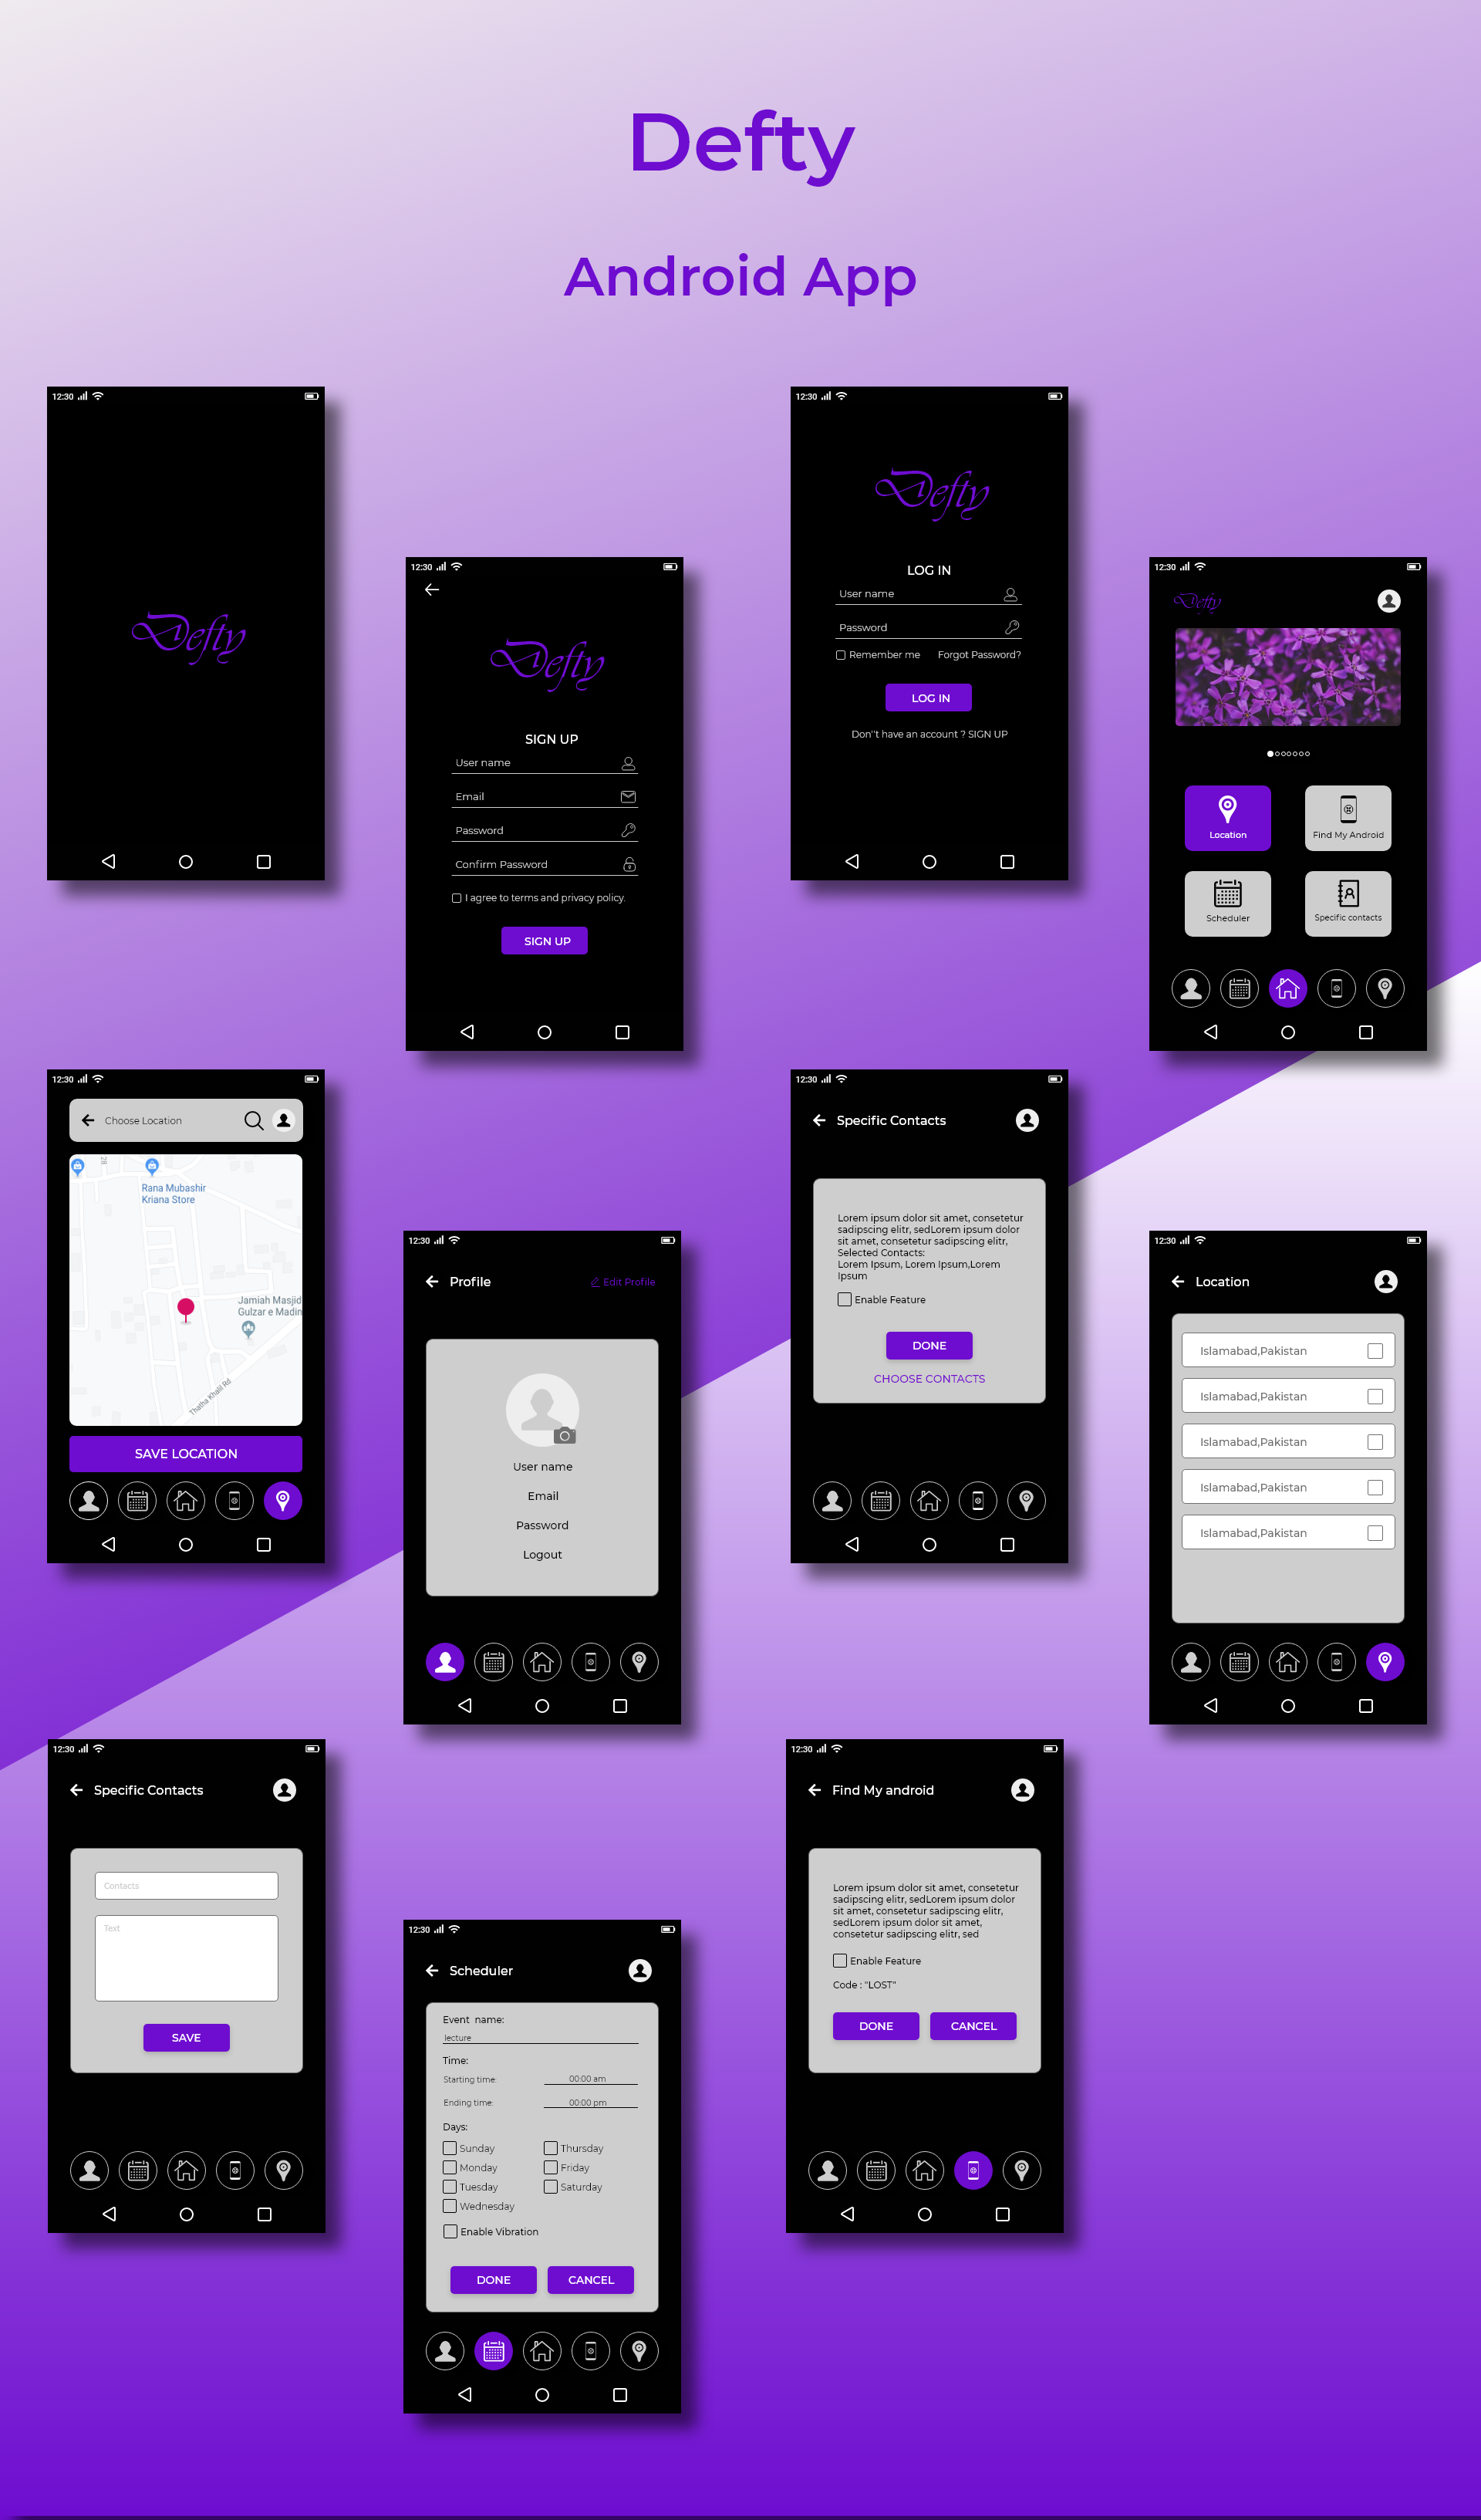 Defty
Android App
12:30
Defty
12:30
Defty
SIGN UP
User name
Email
Password
Confirm Password
I agree to terms and privacy policy.
SIGN UP
12:30
Defty
LOG IN
User name
Password
Remember me Forgot Password?
LOG IN
Don''t have an account ? SIGN UP
12:30
Defty
Location
Find My Android
Scheduler
Specific contacts
12:30
Choose Location
28
Rana Mubashir
Kriana Store
Jamiah Masjid
Gulzar e Madin
Thatha Khalil Rd
SAVE LOCATION
12:30
Profile
Edit Profile
User name
Email
Password
Logout
12:30
Specific Contacts
Lorem ipsum dolor sit amet, consetetur
sadipscing elitr, sedLorem ipsum dolor
sit amet, consetetur sadipscing elitr,
Selected Contacts:
Lorem Ipsum, Lorem Ipsum,Lorem
Ipsum
Enable Feature
DONE
CHOOSE CONTACTS
12:30
Location
Islamabad,Pakistan
Islamabad,Pakistan
Islamabad,Pakistan
Islamabad,Pakistan
Islamabad,Pakistan
12:30
Specific Contacts
Contacts
Text
SAVE
12:30
Scheduler
Event name:
lecture
Time:
Starting time: 00:00 am
Ending time: 00:00 pm
Days:
Sunday Thursday
Monday Friday
Tuesday Saturday
Wednesday
Enable Vibration
DONE CANCEL
12:30
Find My android
Lorem ipsum dolor sit amet, consetetur
sadipscing elitr, sedLorem ipsum dolor
sit amet, consetetur sadipscing elitr,
sedLorem ipsum dolor sit amet,
consetetur sadipscing elitr, sed
Enable Feature
Code : "LOST"
DONE CANCEL